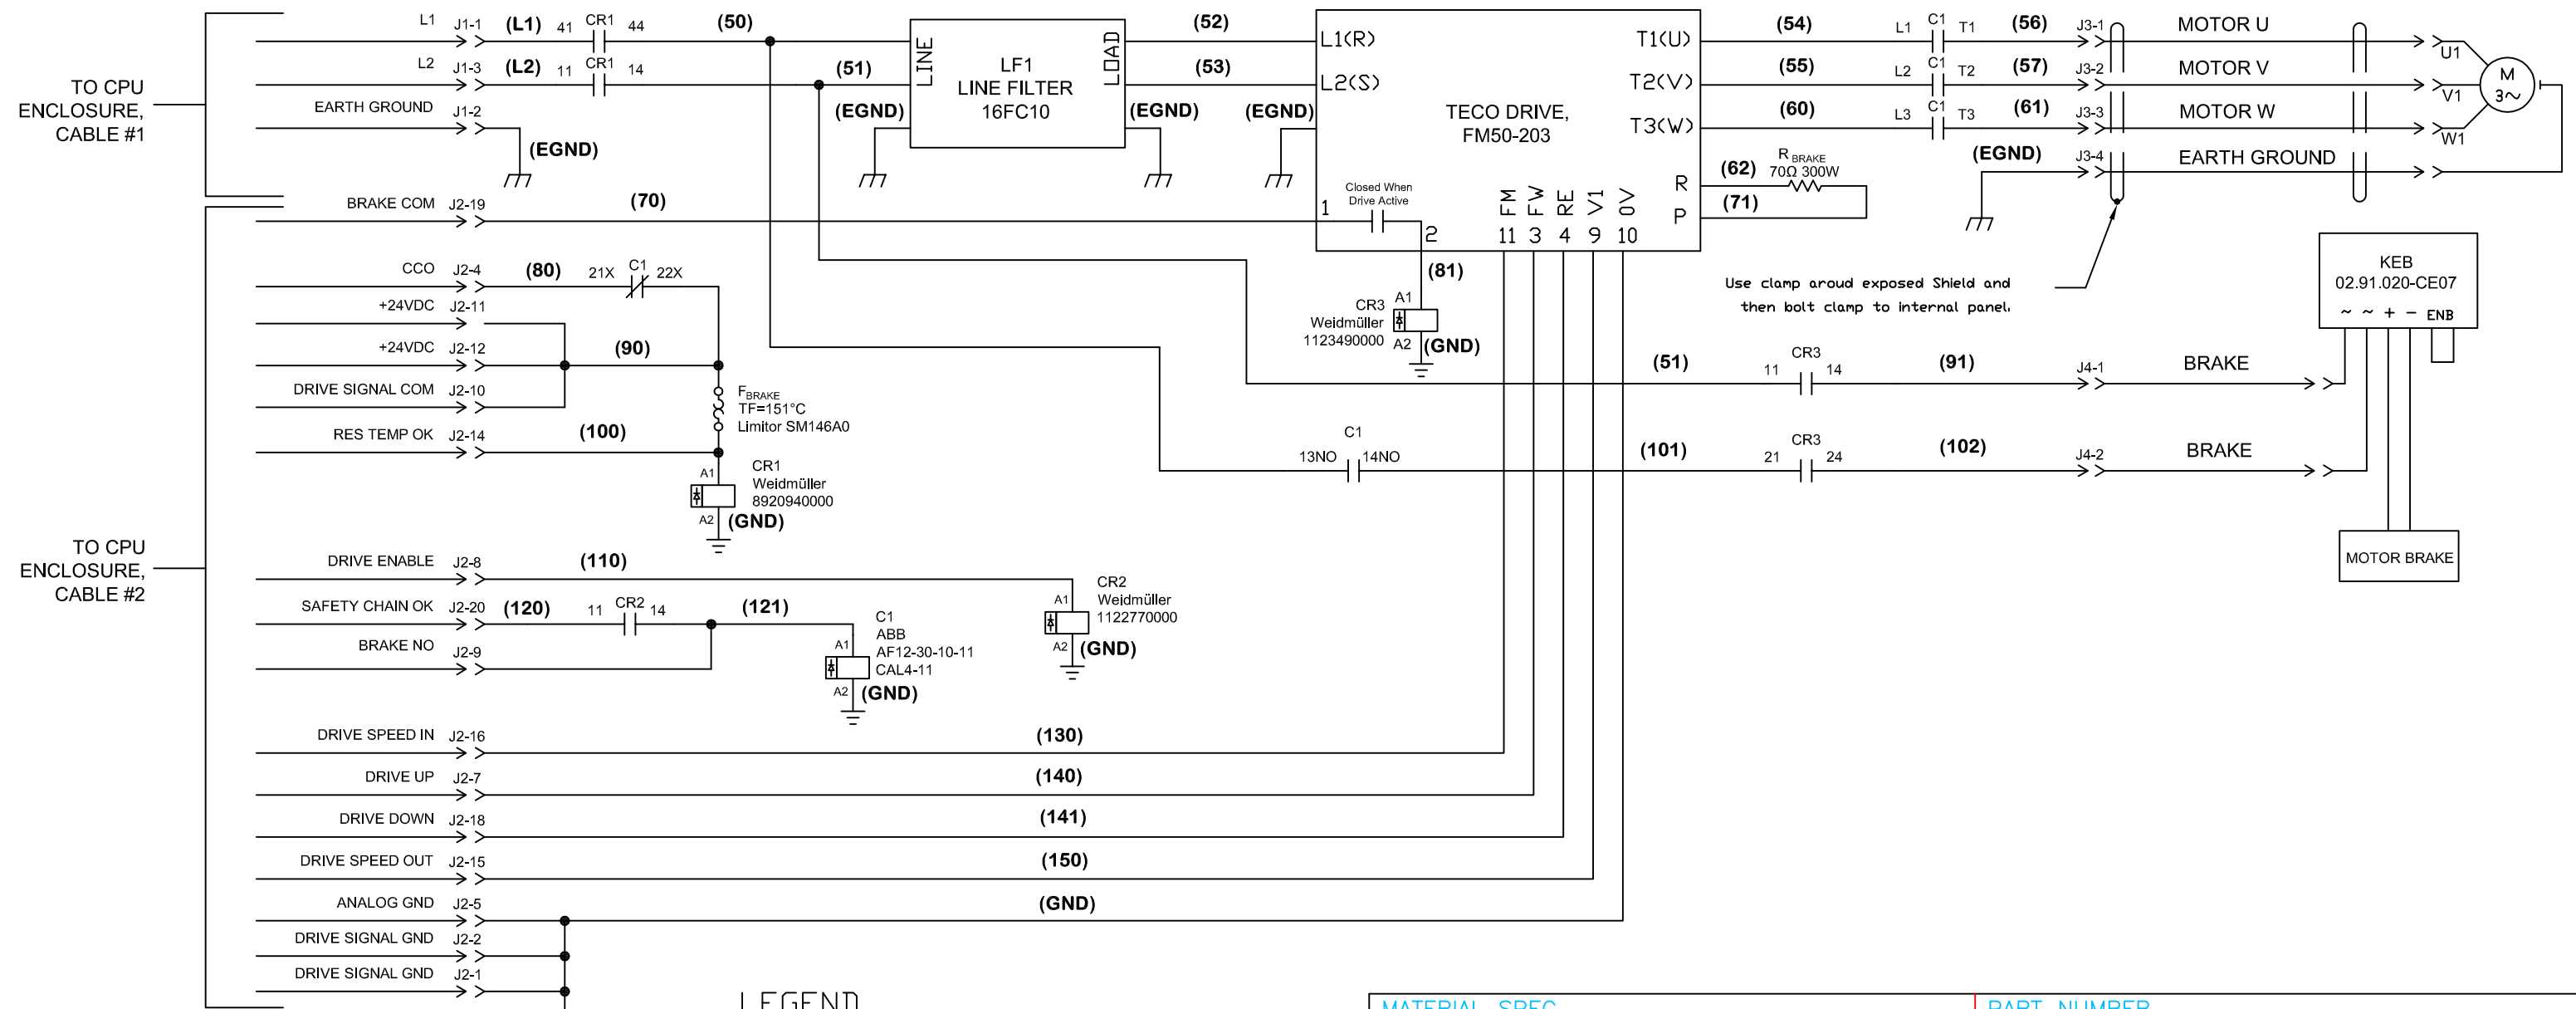 TO CPU
ENCLOSURE,
CABLE #1
L1 J1-1 (L1) 41 CR1 44 (50)
L2 J1-3 (L2) 11 CR1 14 (51)
EARTH GROUND J1-2
(EGND)
(EGND)
LINE
LF1
LINE FILTER
16FC10
LOAD
(EGND)
(52)
(53)
(EGND)
L1(R)
L2(S)
TECO DRIVE,
FM50-203
T1(U)
T2(V)
T3(W)
R
P
1
Closed When
Drive Active
2
FM FW RE V1 0V
11 3 4 9 10
(54) L1 C1 T1 (56) J3-1 MOTOR U
(55) L2 C1 T2 (57) J3-2 MOTOR V
(60) L3 C1 T3 (61) J3-3 MOTOR W
(EGND) J3-4 EARTH GROUND
U1
V1
W1
M
3~
(62) R BRAKE
70Ω 300W
(71)
Use clamp aroud exposed Shield and
then bolt clamp to internal panel.
KEB
02.91.020-CE07
~ ~ + - ENB
MOTOR BRAKE
TO CPU
ENCLOSURE,
CABLE #2
BRAKE COM J2-19 (70)
CCO J2-4 (80) 21X C1 22X
+24VDC J2-11
+24VDC J2-12 (90)
DRIVE SIGNAL COM J2-10
RES TEMP OK J2-14 (100)
FBRAKE
TF=151°C
Limitor SM146A0
A1 CR1
Weidmüller
8920940000
A2 (GND)
(81)
CR3 A1
Weidmüller
1123490000 A2 (GND)
(51) 11 CR3 14 (91) J4-1 BRAKE
13NO C1 14NO (101) 21 CR3 24 (102) J4-2 BRAKE
DRIVE ENABLE J2-8 (110)
SAFETY CHAIN OK J2-20 (120) 11 CR2 14 (121)
BRAKE NO J2-9
A1 C1
ABB
AF12-30-10-11
CAL4-11
A2 (GND)
CR2
A1 Weidmüller
1122770000
A2 (GND)
DRIVE SPEED IN J2-16 (130)
DRIVE UP J2-7 (140)
DRIVE DOWN J2-18 (141)
DRIVE SPEED OUT J2-15 (150)
ANALOG GND J2-5 (GND)
DRIVE SIGNAL GND J2-2
DRIVE SIGNAL GND J2-1
LEGEND
MATERIAL SPEC
PART NUMBER